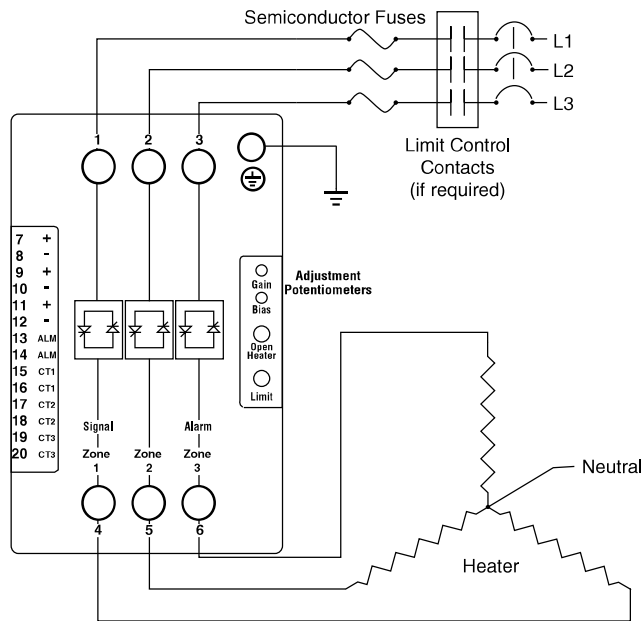 Semiconductor Fuses
L1
L2
L3
Limit Control
Contacts
(if required)
1 2 3
7 +
8 -
9 +
10 -
11 +
12 -
13 ALM
14 ALM
15 CT1
16 CT1
17 CT2
18 CT2
19 CT3
20 CT3
Gain
Bias
Open
Heater
Limit
Adjustment
Potentiometers
Signal Alarm
Zone Zone Zone
1 2 3
4 5 6
Neutral
Heater